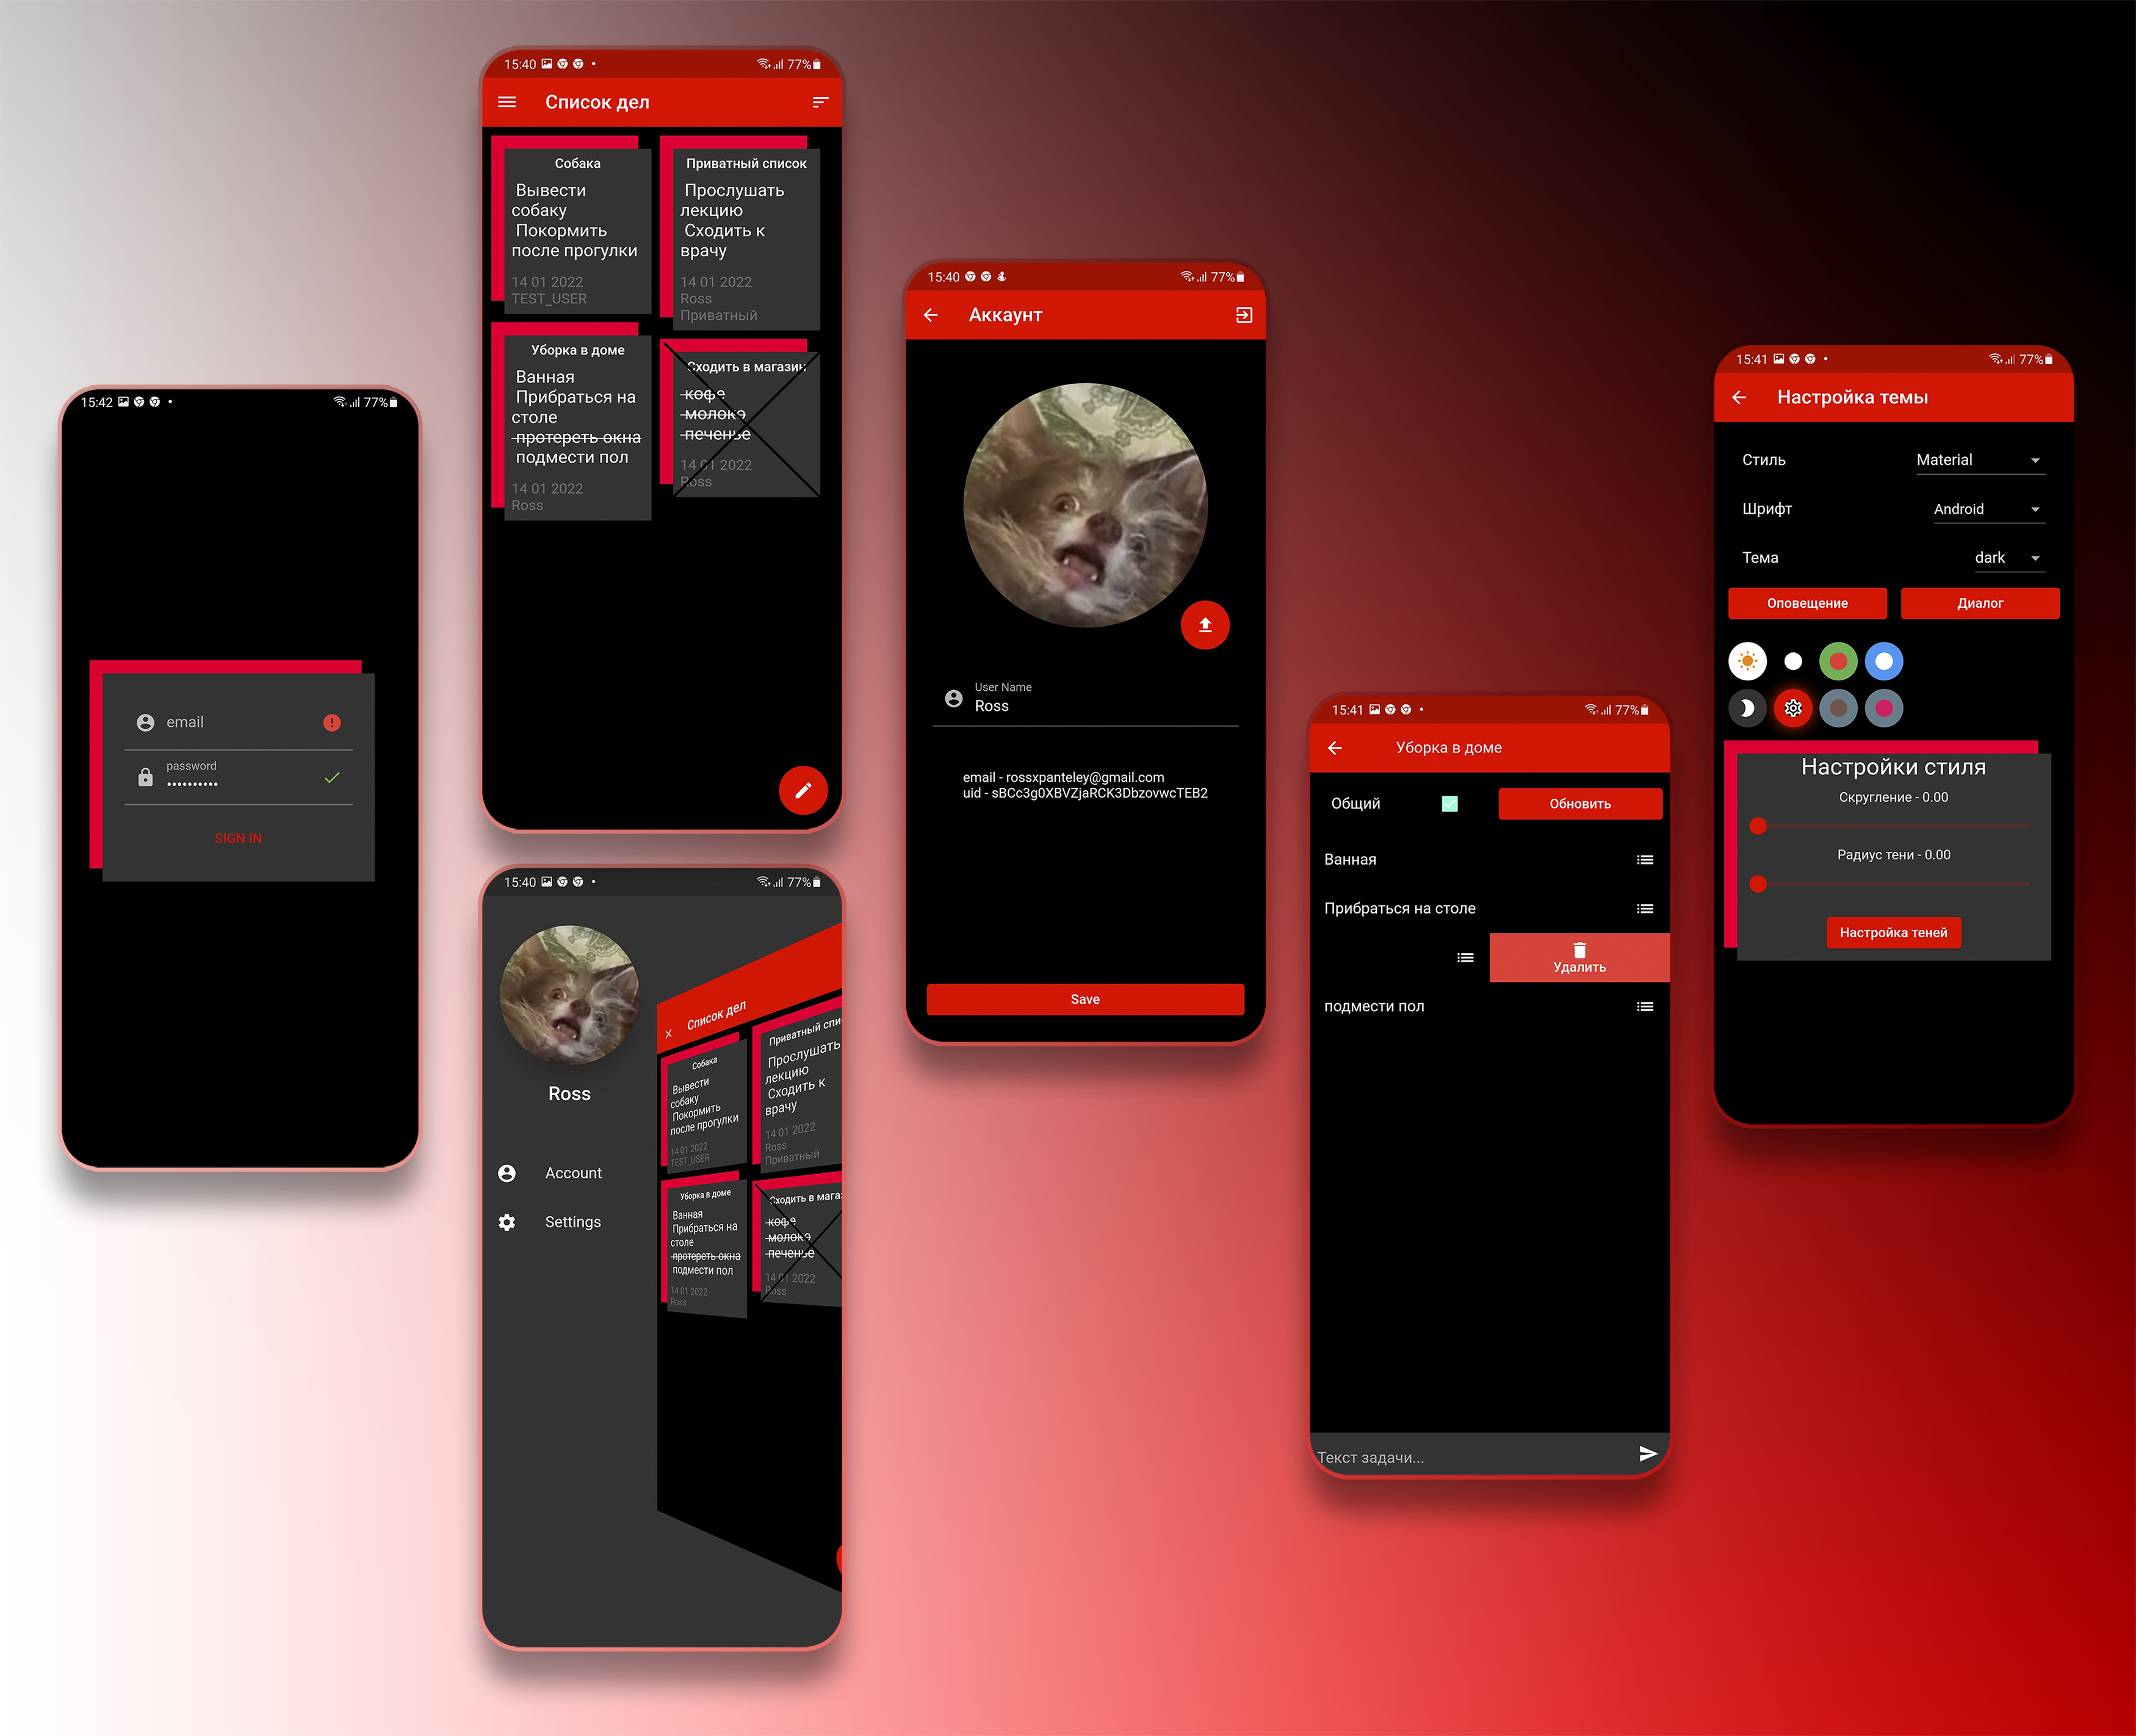 15:42
77%
email
password
••••••••••
SIGN IN
15:40
77%
Список дел
Собака
Вывести
собаку
Покормить
после прогулки
14 01 2022
TEST_USER
Приватный список
Прослушать
лекцию
Сходить к
врачу
14 01 2022
Ross
Приватный
Уборка в доме
Ванная
Прибраться на
столе
протереть окна
подмести пол
14 01 2022
Ross
Сходить в магазин
кофе
молоко
печенье
14 01 2022
Ross
15:40
77%
Ross
Account
Settings
Список дел
Собака
Вывести
собаку
Покормить
после прогулки
14 01 2022
TEST_USER
Приватный спи
Прослушать
лекцию
Сходить к
врачу
14 01 2022
Ross
Приватный
Уборка в доме
Ванная
Прибраться на
столе
протереть окна
подмести пол
14 01 2022
Ross
Сходить в мага
кофе
молоко
печенье
14 01 2022
Ross
15:40
77%
Аккаунт
User Name
Ross
email - rossxpanteley@gmail.com
uid - sBCc3g0XBVZjaRCK3DbzovwcTEB2
Save
15:41
77%
Уборка в доме
Общий
Обновить
Ванная
Прибраться на столе
Удалить
подмести пол
Текст задачи...
15:41
77%
Настройка темы
Стиль
Material
Шрифт
Android
Тема
dark
Оповещение
Диалог
Настройки стиля
Скругление - 0.00
Радиус тени - 0.00
Настройка теней